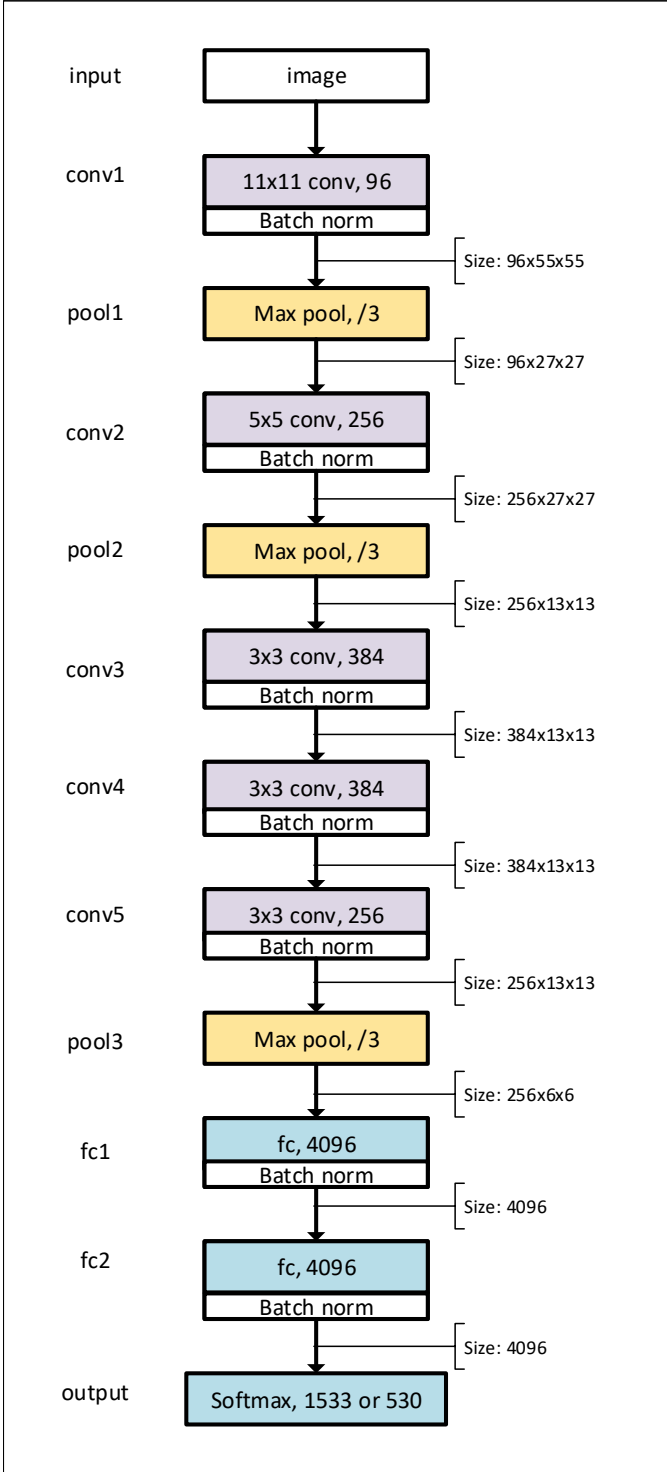 input
image
conv1
11x11 conv, 96
Batch norm
Size: 96x55x55
pool1
Max pool, /3
Size: 96x27x27
conv2
5x5 conv, 256
Batch norm
Size: 256x27x27
pool2
Max pool, /3
Size: 256x13x13
conv3
3x3 conv, 384
Batch norm
Size: 384x13x13
conv4
3x3 conv, 384
Batch norm
Size: 384x13x13
conv5
3x3 conv, 256
Batch norm
Size: 256x13x13
pool3
Max pool, /3
Size: 256x6x6
fc1
fc, 4096
Batch norm
Size: 4096
fc2
fc, 4096
Batch norm
Size: 4096
output
Softmax, 1533 or 530